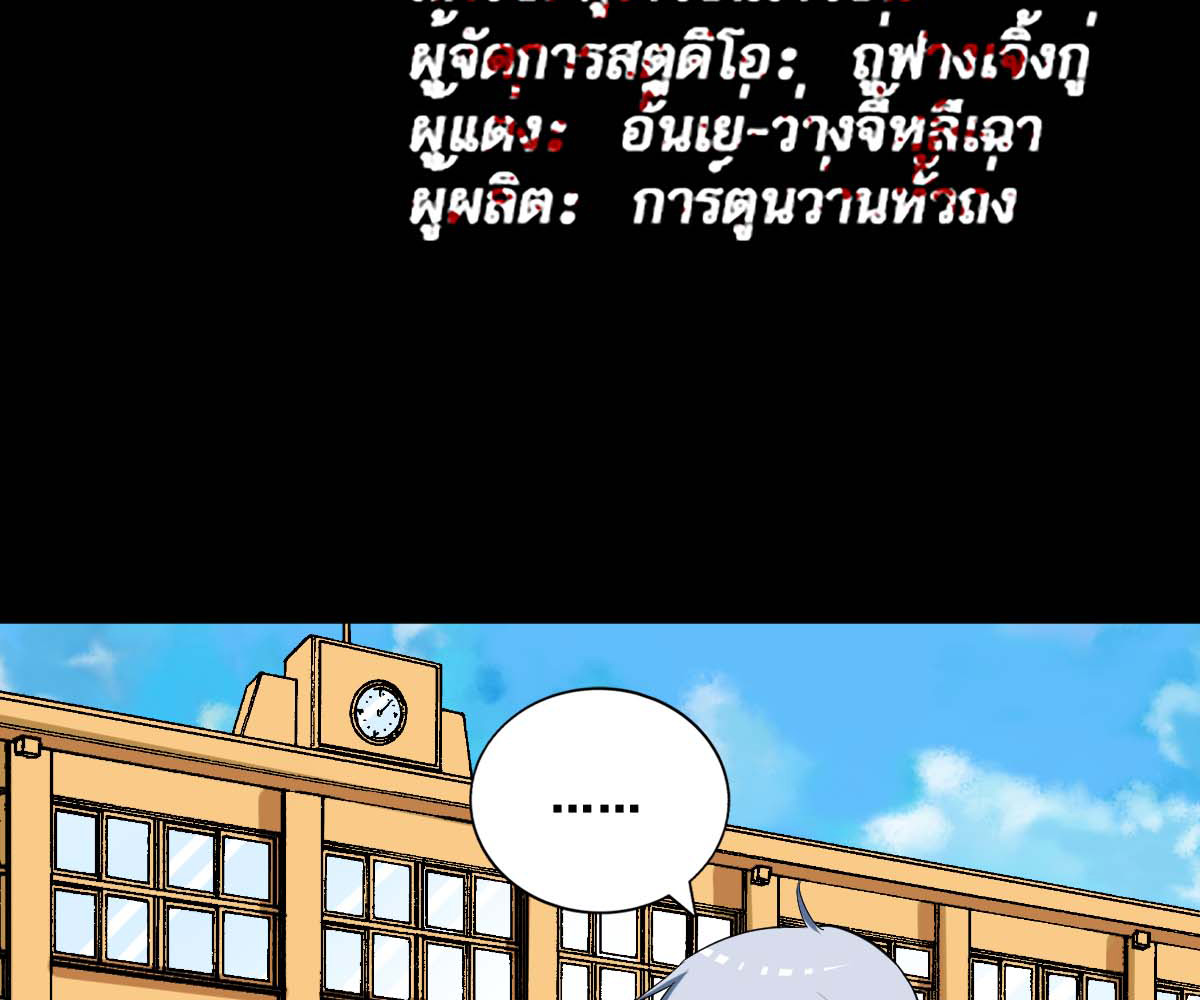 ผู้จัดการสตูดิโอ: ถู่ฟางเจิ้งกู่
ผู้แต่ง: อั้นเย่-ว่างจี้หลีเฉา
ผู้ผลิต: การ์ตูนว่านทั่วถง
......